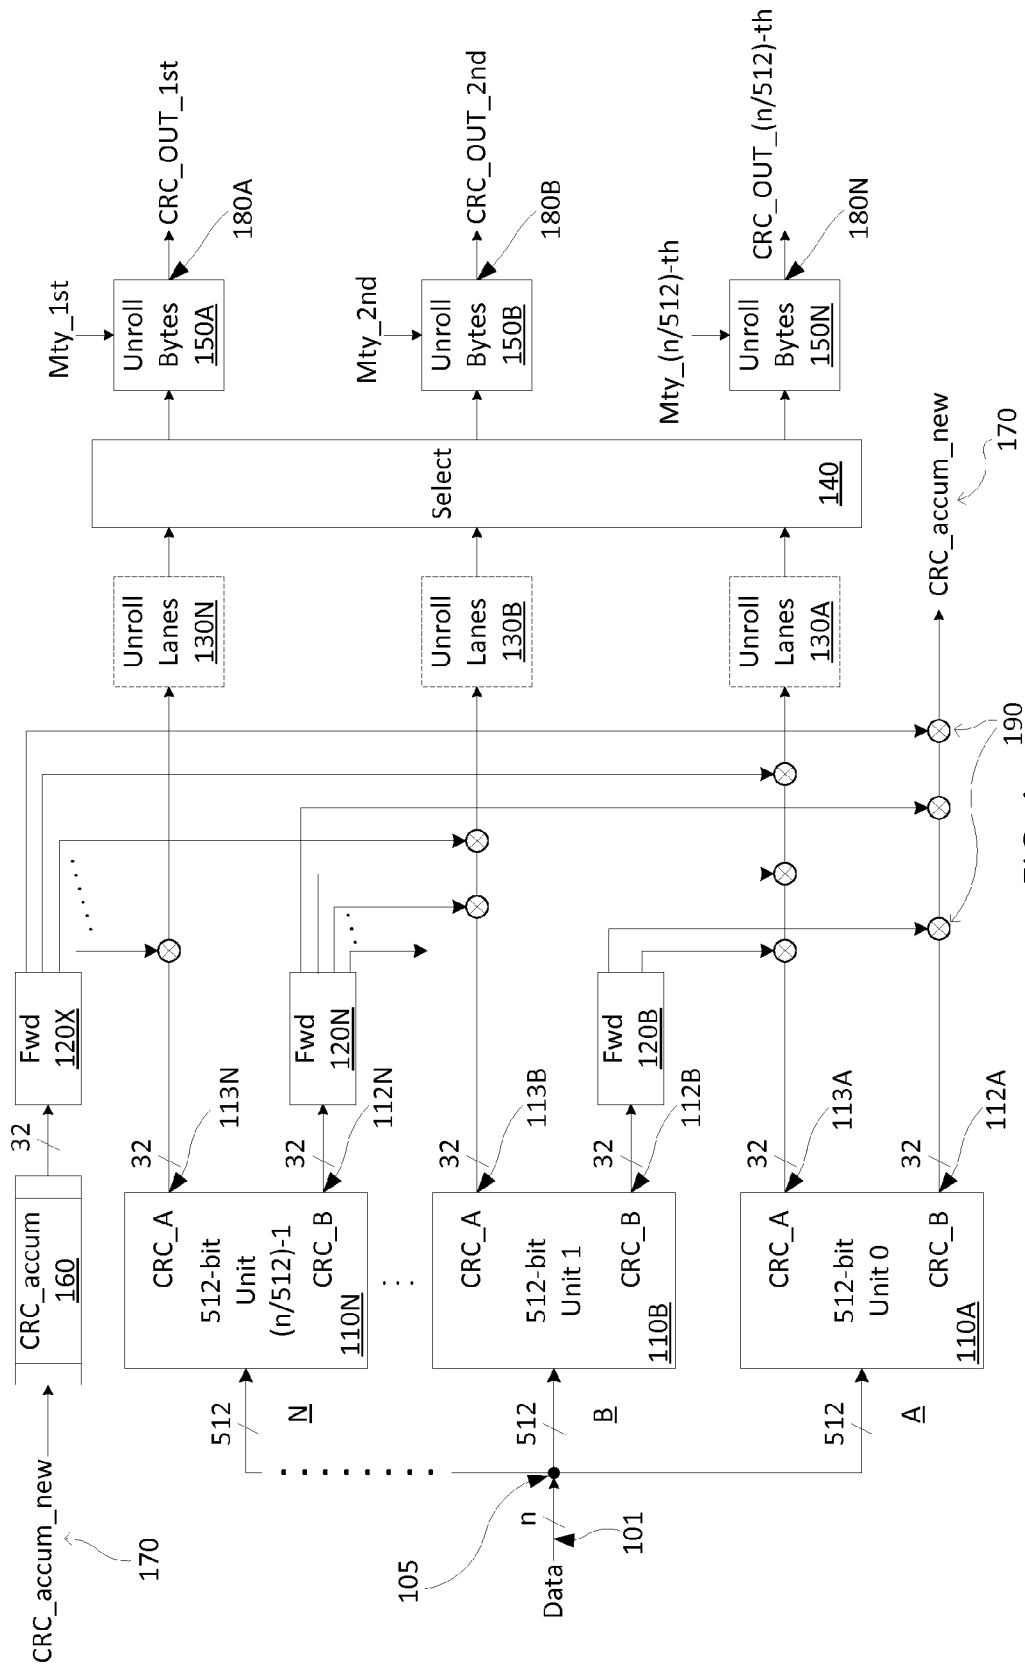 CRC_accum_new
170
CRC_accum
160
32
Fwd
120X
Data
n
101
105
512
N
512
B
512
A
CRC_A
512-bit
Unit
(n/512)-1
CRC_B
110N
32
113N
32
112N
Fwd
120N
CRC_A
512-bit
Unit 1
CRC_B
110B
32
113B
32
112B
Fwd
120B
CRC_A
512-bit
Unit 0
CRC_B
110A
32
113A
32
112A
190
Unroll
Lanes
130N
Unroll
Lanes
130B
Unroll
Lanes
130A
Select
140
CRC_accum_new
170
Mty_1st
Unroll
Bytes
150A
CRC_OUT_1st
180A
Mty_2nd
Unroll
Bytes
150B
CRC_OUT_2nd
180B
Mty_(n/512)-th
Unroll
Bytes
150N
CRC_OUT_(n/512)-th
180N